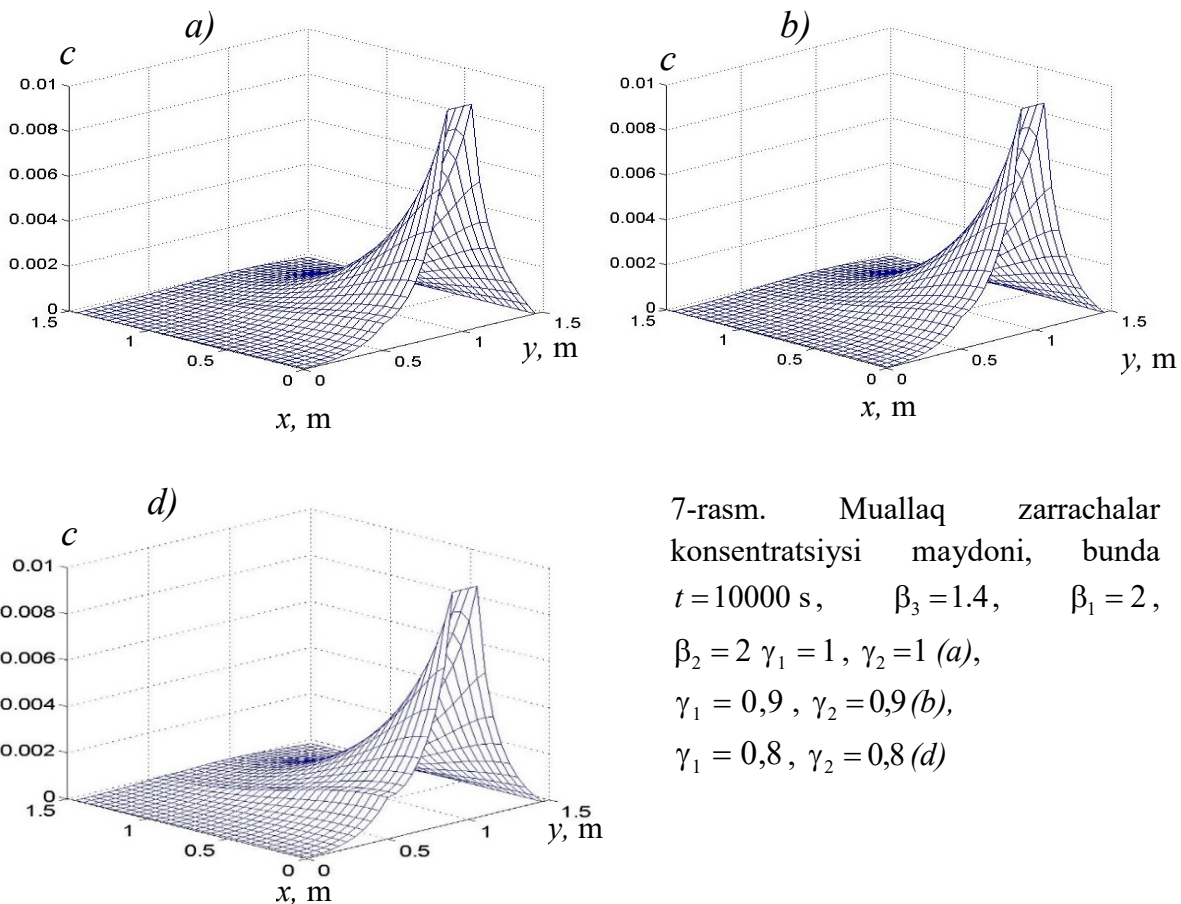 a)
c
0.01
0.008
0.006
0.004
0.002
0
1.5
1
0.5
0
0
0.5
1
1.5
x, m
y, m
b)
c
0.01
0.008
0.006
0.004
0.002
0
1.5
1
0.5
0
0
0.5
1
1.5
x, m
y, m
d)
c
0.01
0.008
0.006
0.004
0.002
0
1.5
1
0.5
0
0
0.5
1
1.5
x, m
y, m
7-rasm. Muallaq zarrachalar
konsentratsiysi maydoni, bunda
t = 10000 s, β₃ = 1.4, β₁ = 2,
β₂ = 2 γ₁ = 1, γ₂ = 1 (a),
γ₁ = 0,9 , γ₂ = 0,9 (b),
γ₁ = 0,8, γ₂ = 0,8 (d)